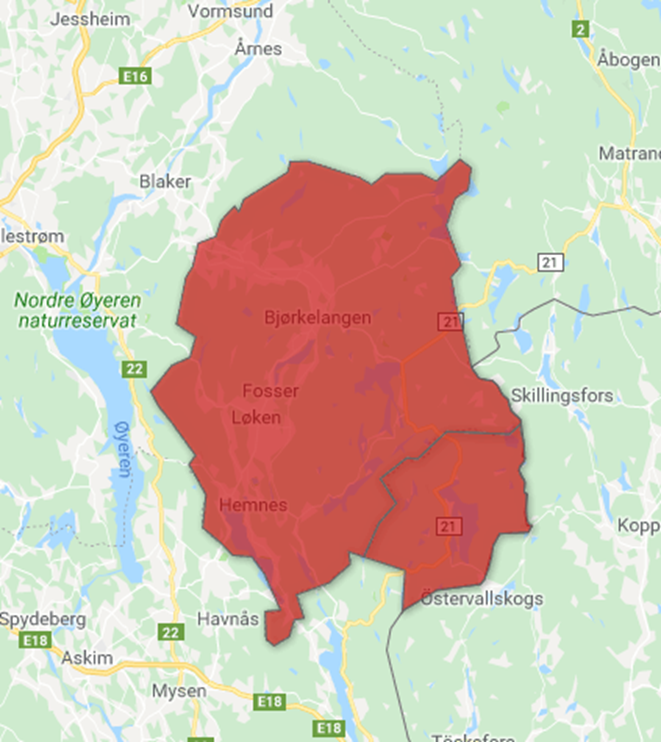 Jessheim
Vormsund
2
Årnes
Åbogen
E16
Matrand
Blaker
lestrøm
21
Nordre Øyeren
naturreservat
Bjørkelangen
21
22
Fosser
Skillingsfors
Løken
Øyeren
Hemnes
21
Kopp
Östervallskogs
Spydeberg
Havnås
22
E18
Askim
Mysen
E18
E18
Töcksfors